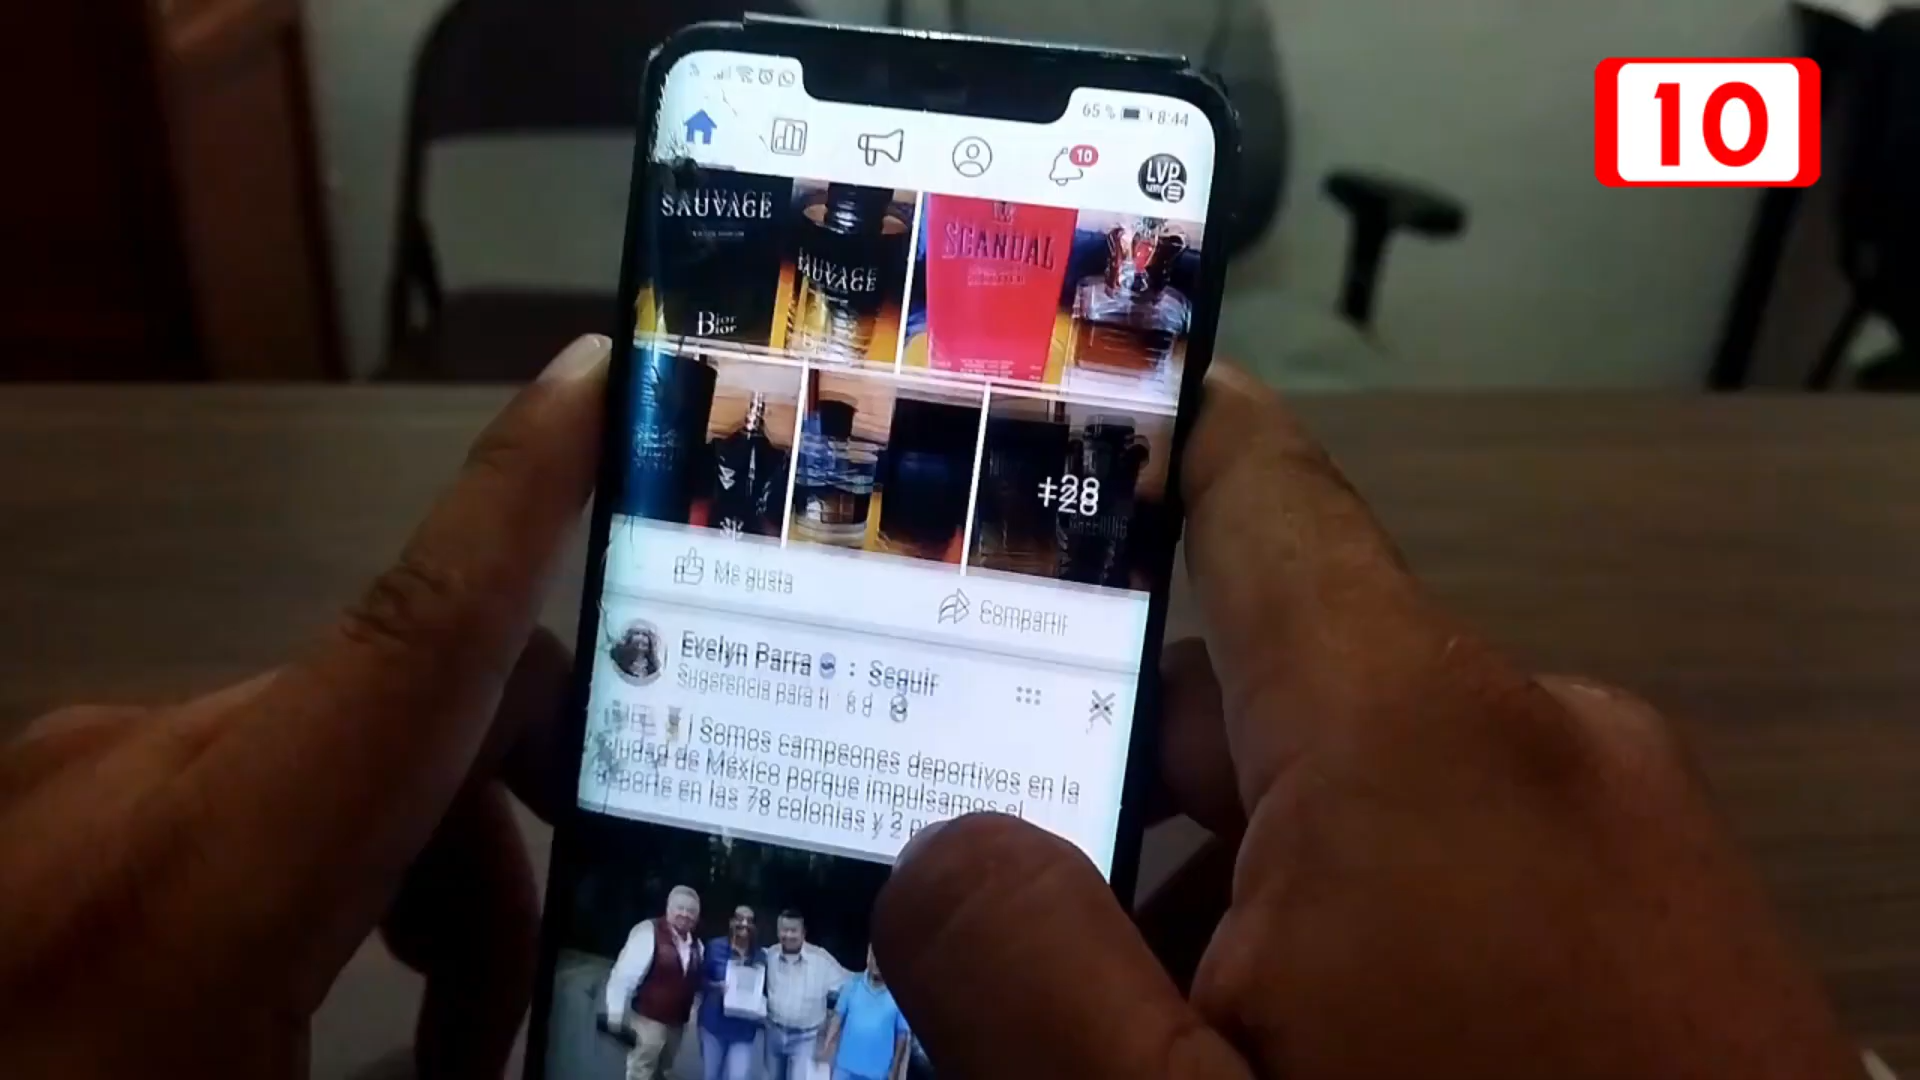 10
65 % 8:44
10
LVP
SAUVAGE
SAUVAGE
Dior
SCANDAL
+28
Me gusta
Compartir
Evelyn Parra : Seguir
Sugerencia para ti · 6 d
| Somos campeones deportivos en la
Ciudad de México porque impulsamos el
deporte en las 78 colonias y 2